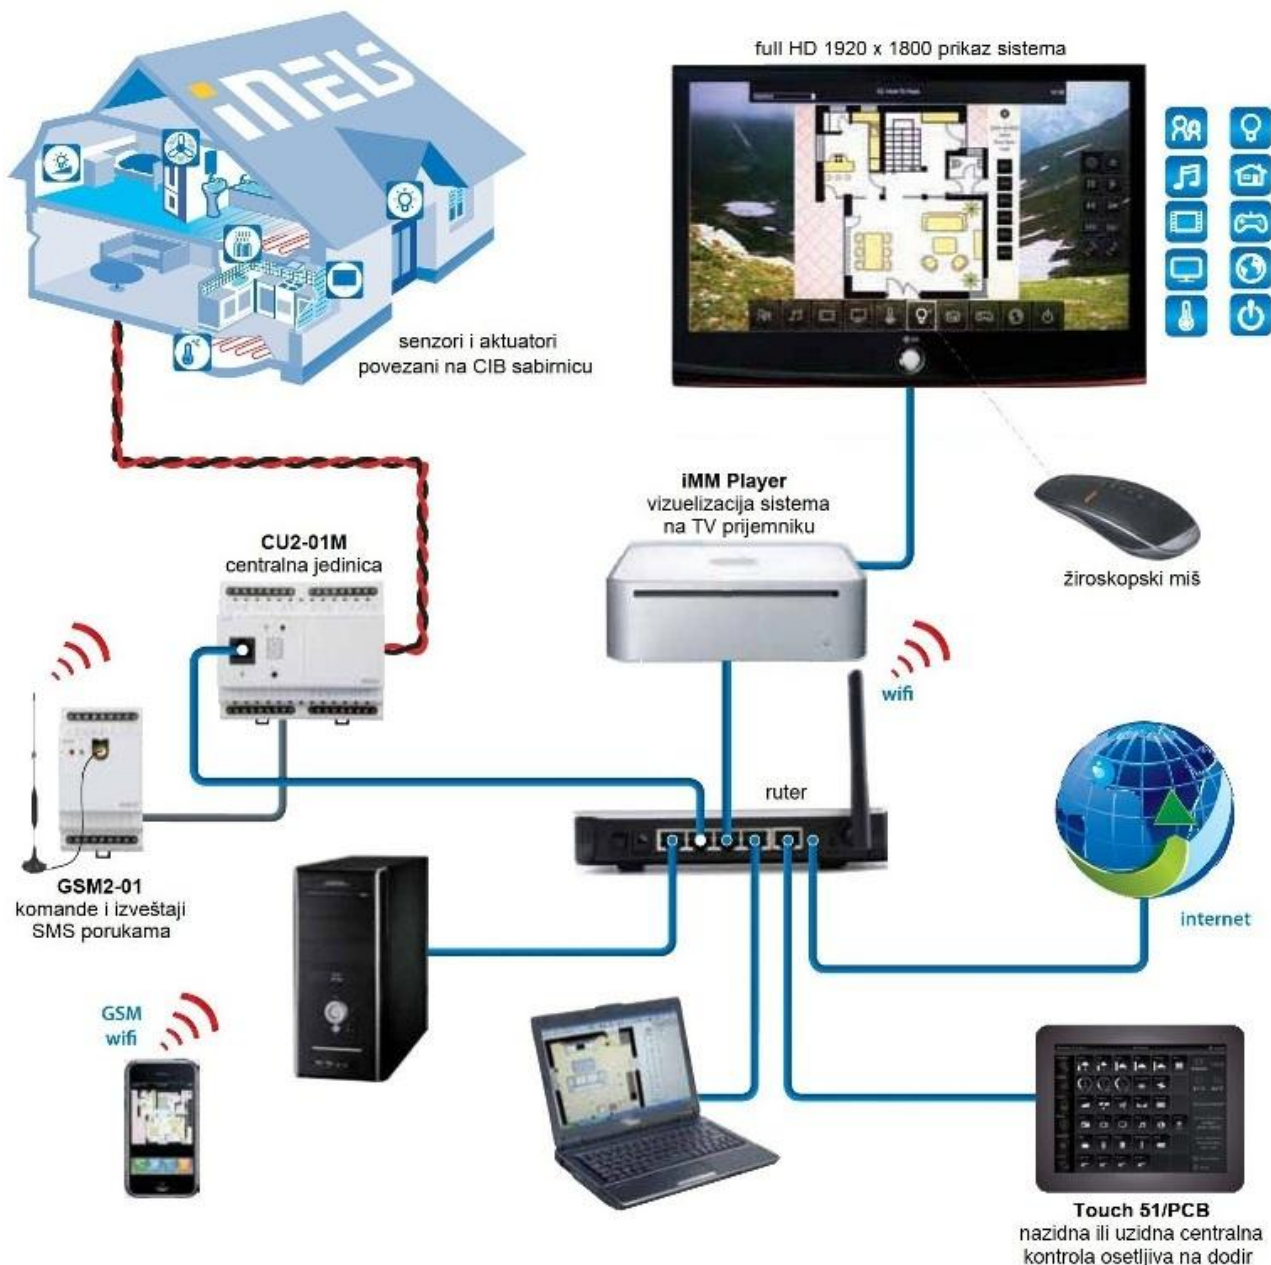 full HD 1920 x 1800 prikaz sistema
iNELS
senzori i aktuatori
povezani na CIB sabirnicu
iMM Player
vizuelizacija sistema
na TV prijemniku
CU2-01M
centralna jedinica
žiroskopski miš
wifi
ruter
GSM2-01
komande i izveštaji
SMS porukama
internet
GSM
wifi
Touch 51/PCB
nazidna ili uzidna centralna
kontrola osetljiva na dodir